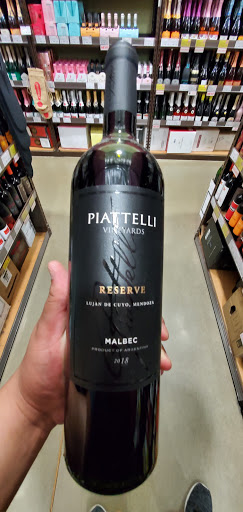 PIATTELLI
VINEYARDS
RESERVE
LUJAN DE CUYO, MENDOZA
MALBEC
PRODUCT OF ARGENTINA
2018